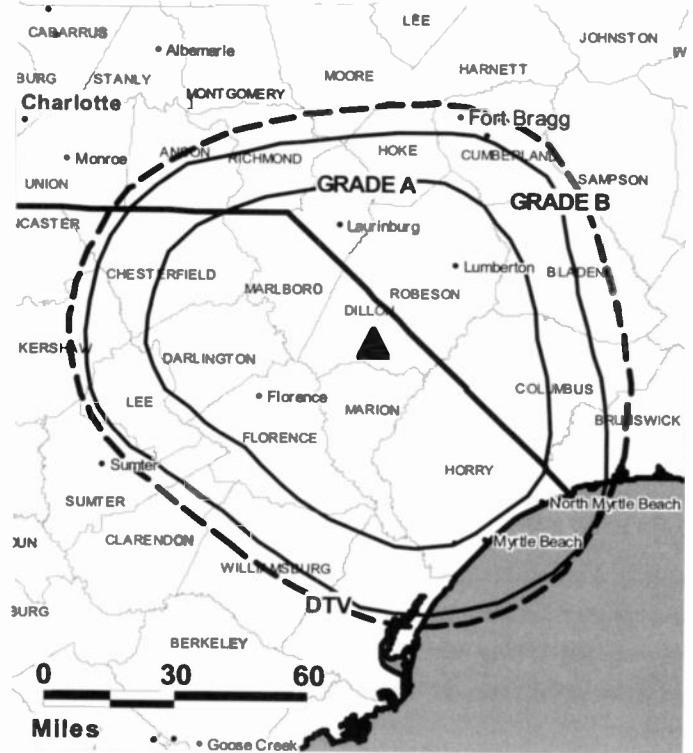 LEE
CABARRUS
JOHNSTON
Albemarle
HARNETT
BURG
STANLY
MOORE
MONTGOMERY
Charlotte
Fort Bragg
Monroe
ANSON
RICHMOND
HOKE
CUMBERLAND
UNION
GRADE A
SAMPSON
GRADE B
NCASTER
Laurinburg
CHESTERFIELD
Lumberton
BLADEN
MARLBORO
ROBESON
DILLON
KERSHAW
DARLINGTON
LEE
Florence
MARION
COLUMBUS
BRUNSWICK
FLORENCE
Sumter
HORRY
SUMTER
North Myrtle Beach
CLARENDON
Myrtle Beach
WILLIAMSBURG
DTV
BURG
BERKELEY
0 30 60
Miles
Goose Creek